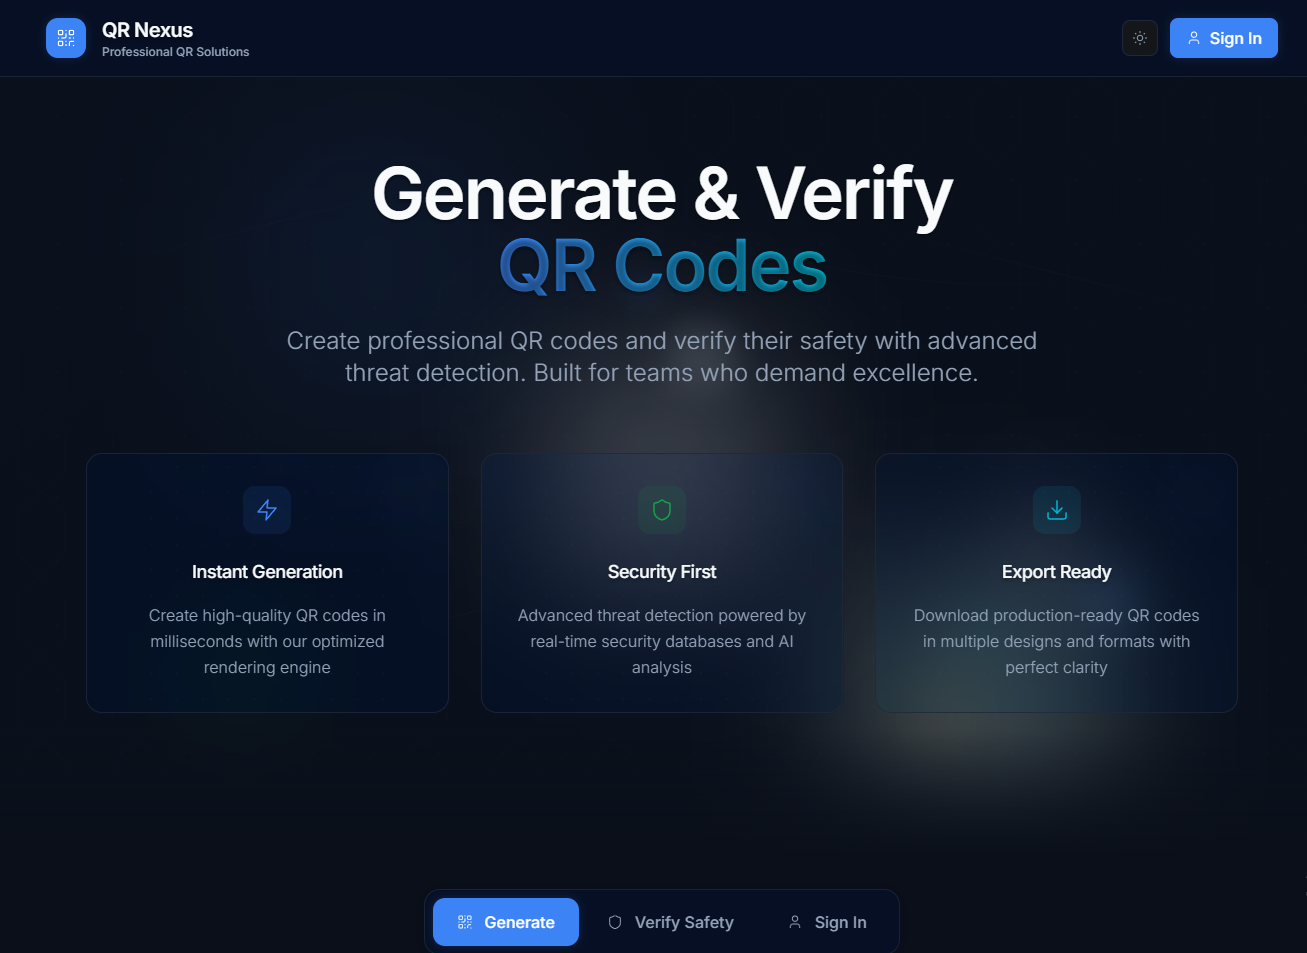 QR Nexus
Professional QR Solutions
Sign In
Generate & Verify
QR Codes
Create professional QR codes and verify their safety with advanced
threat detection. Built for teams who demand excellence.
Instant Generation
Create high-quality QR codes in
milliseconds with our optimized
rendering engine
Security First
Advanced threat detection powered by
real-time security databases and AI
analysis
Export Ready
Download production-ready QR codes
in multiple designs and formats with
perfect clarity
Generate
Verify Safety
Sign In